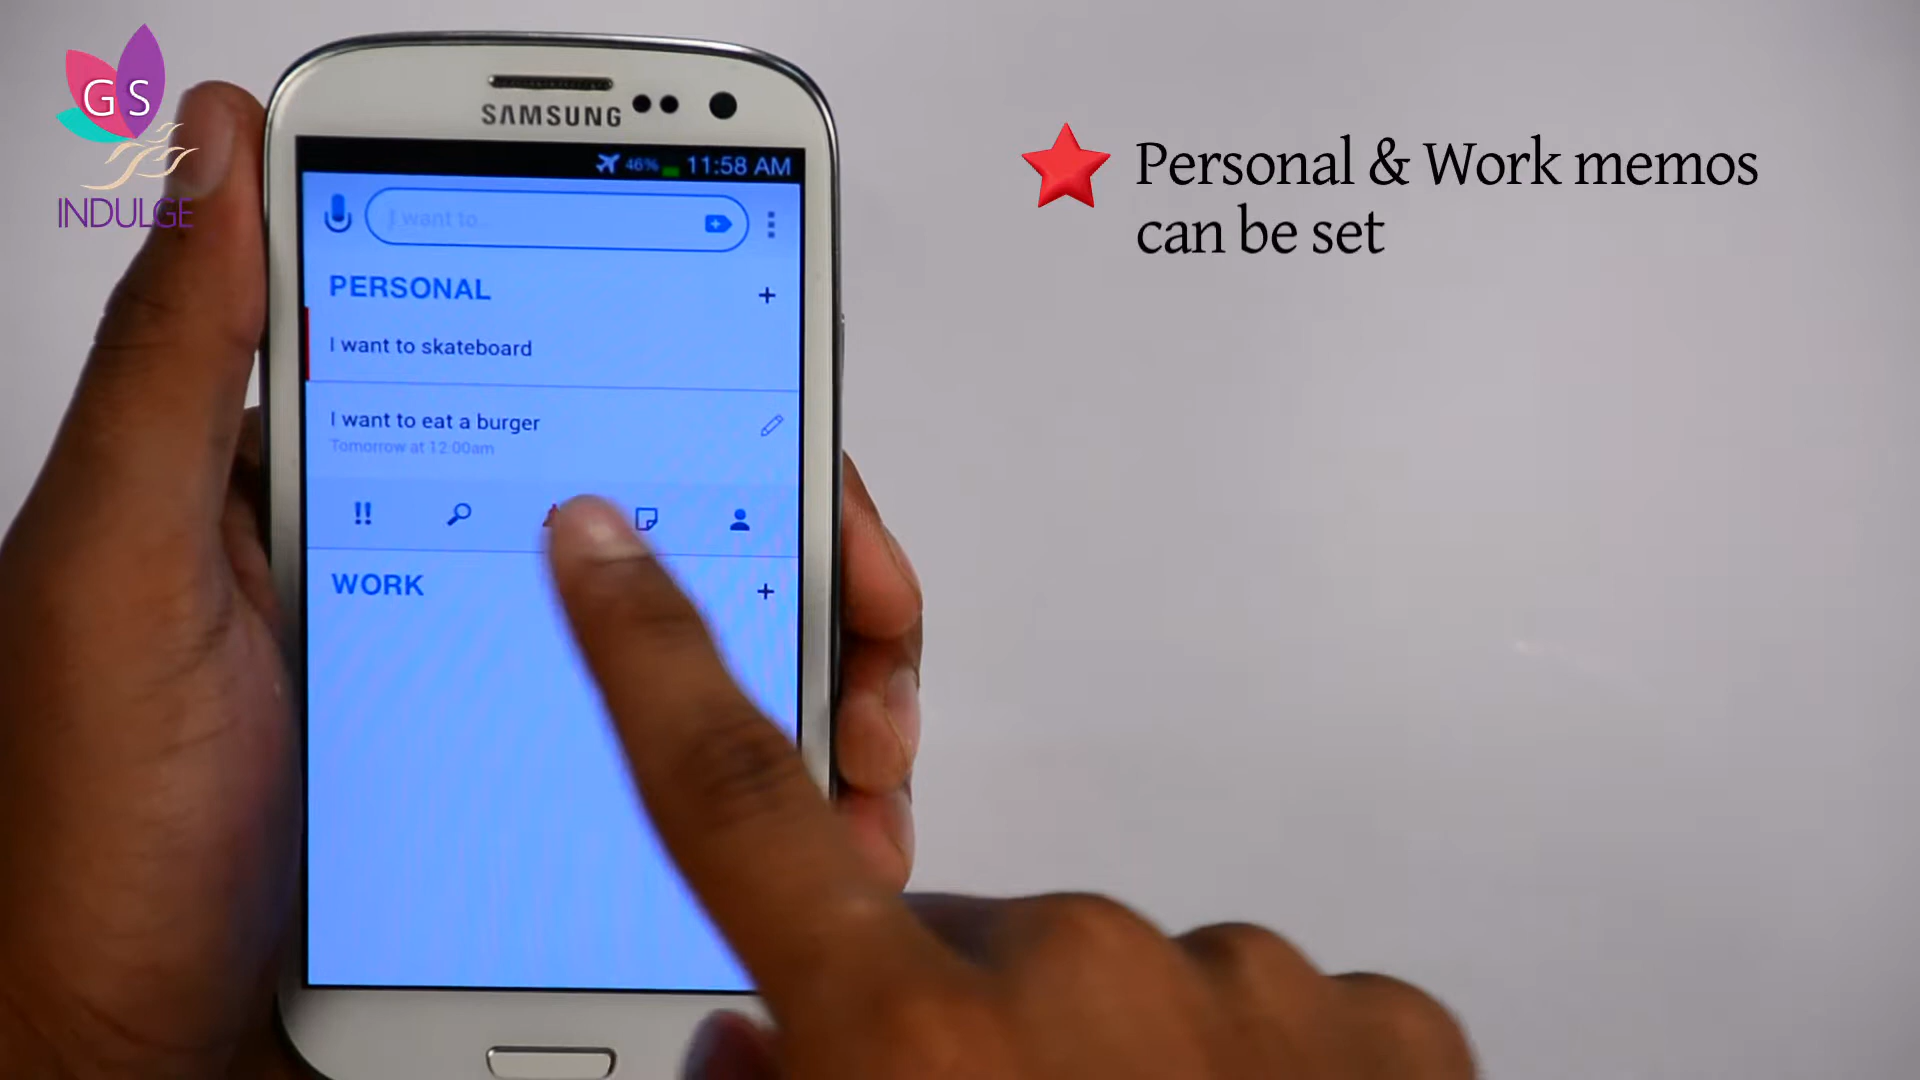 GS
INDULGE
SAMSUNG
46% 11:58 AM
I want to
PERSONAL
I want to skateboard
I want to eat a burger
Tomorrow at 12:00am
WORK
Personal & Work memos
can be set